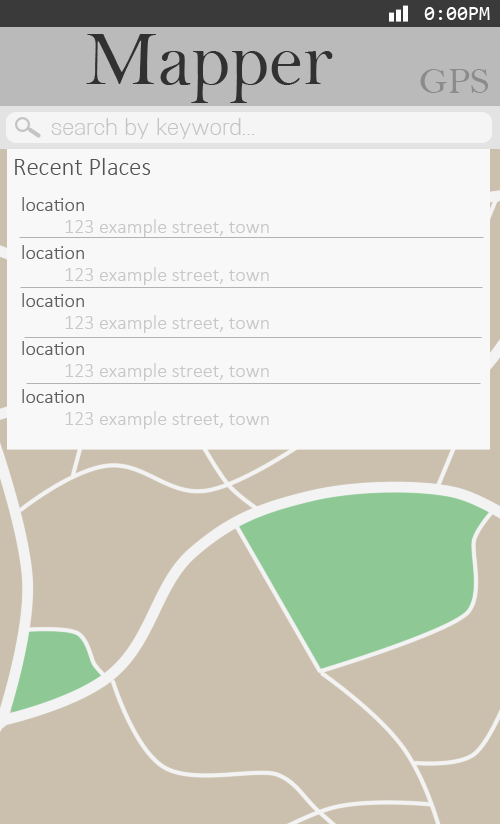 0:00PM
Mapper
GPS
search by keyword...
Recent Places
location
123 example street, town
location
123 example street, town
location
123 example street, town
location
123 example street, town
location
123 example street, town